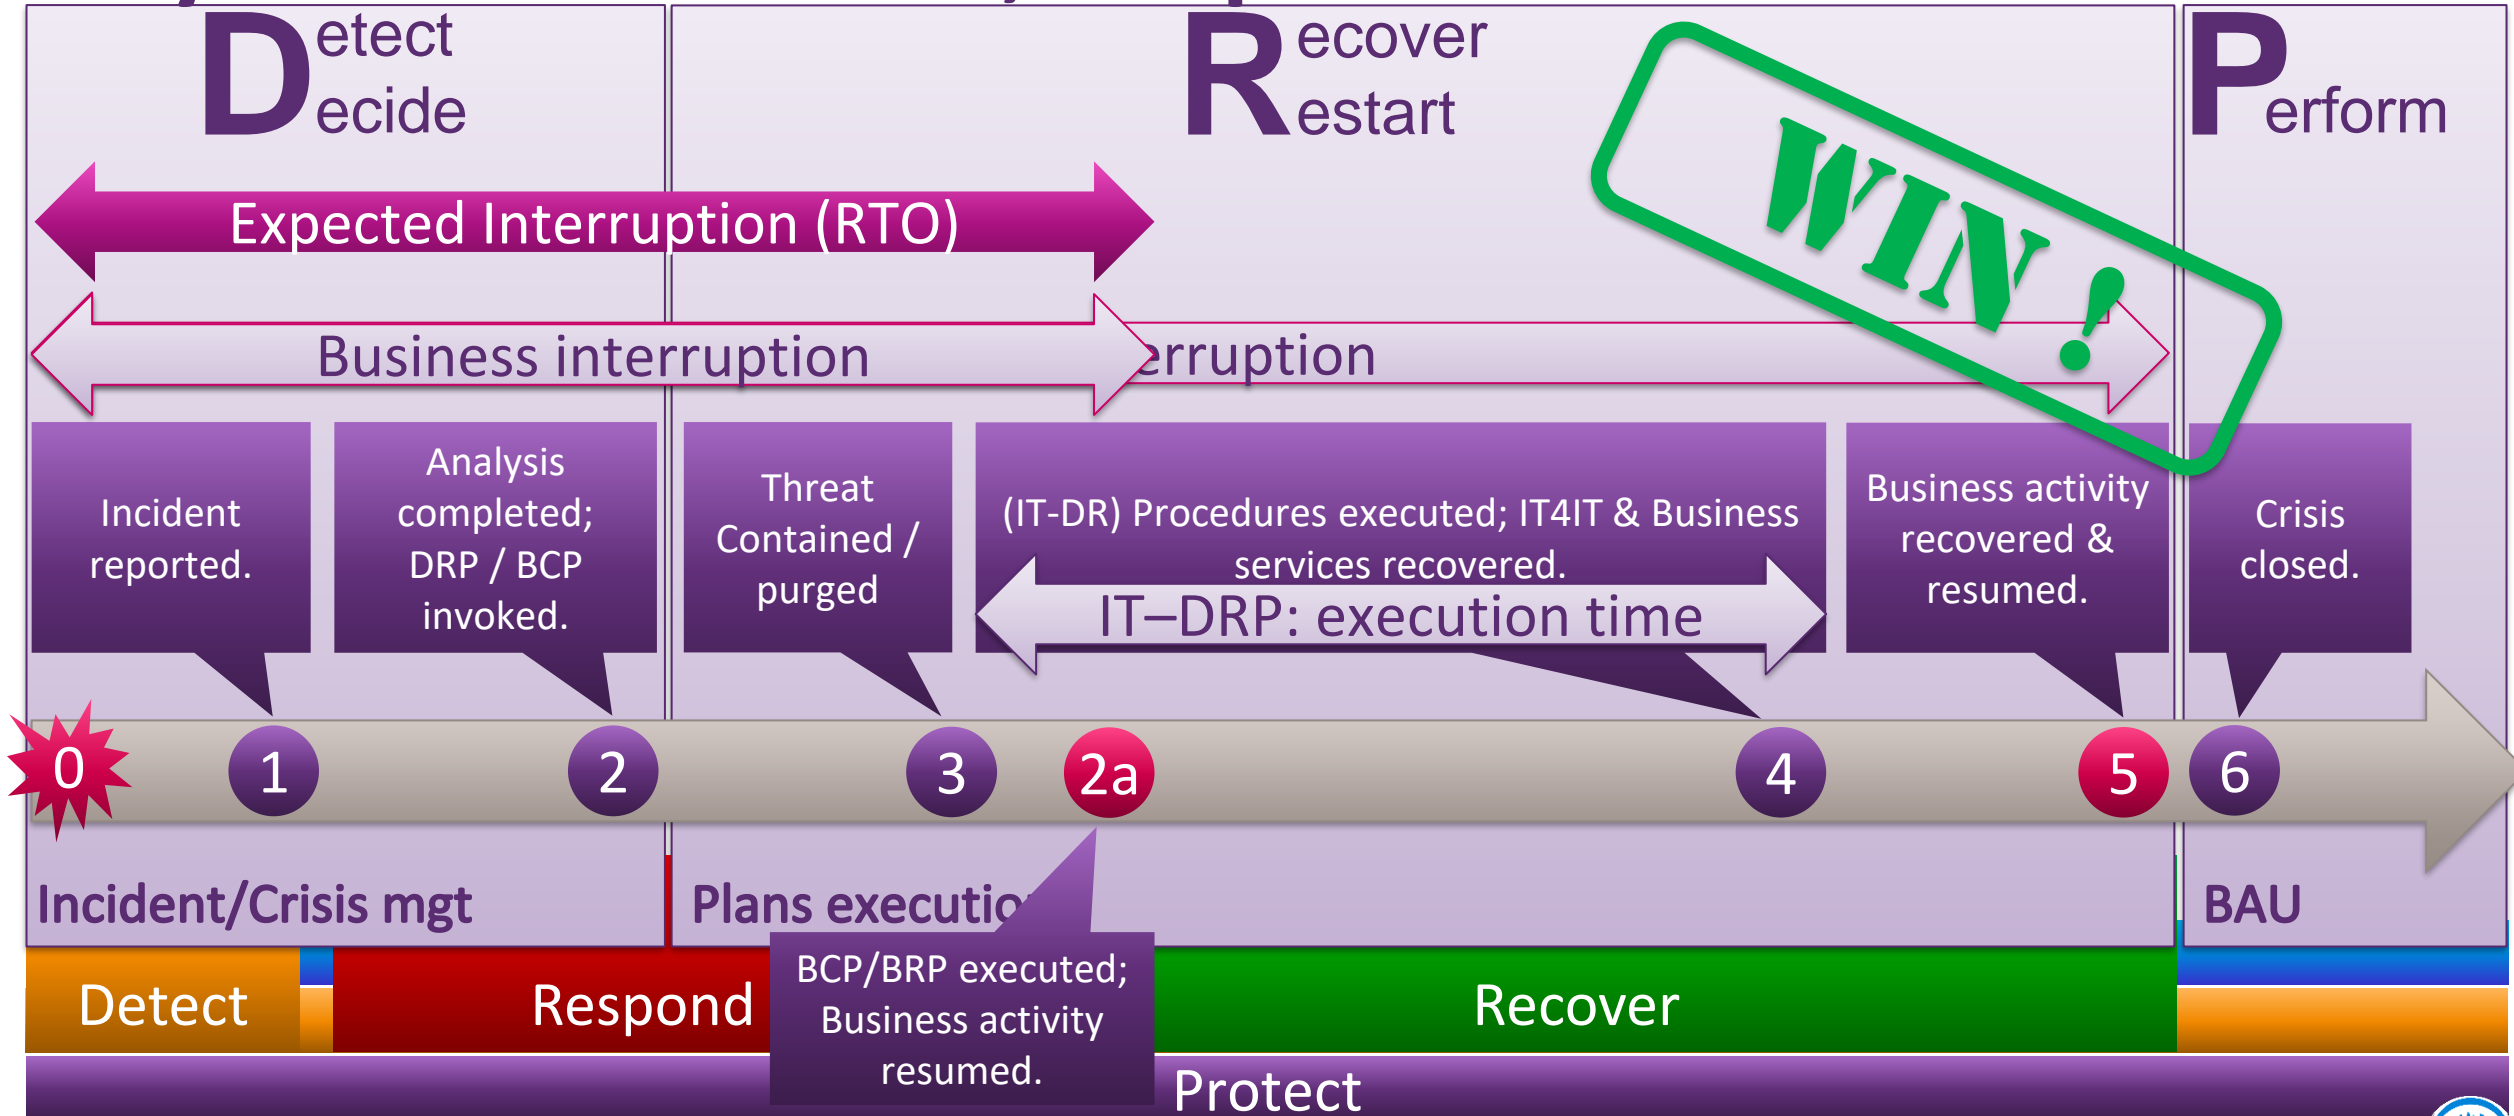 Detect
Decide
Recover
Restart
Perform
Expected Interruption (RTO)
Business interruption
erruption
WIN !
Incident
reported.
Analysis
completed;
DRP / BCP
invoked.
Threat
Contained /
purged
(IT-DR) Procedures executed; IT4IT & Business
services recovered.
IT–DRP: execution time
Business activity
recovered &
resumed.
Crisis
closed.
0
1
2
3
2a
4
5
6
Incident/Crisis mgt
Plans executio
BAU
BCP/BRP executed;
Business activity
resumed.
Detect
Respond
Recover
Protect